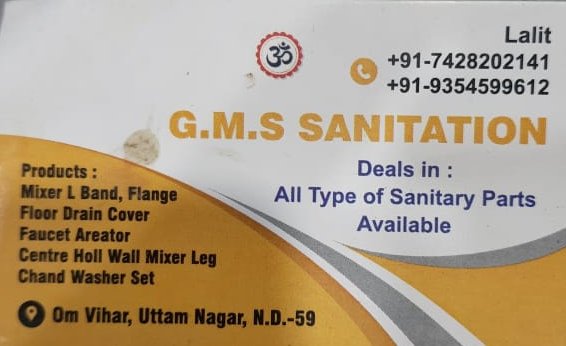 ॐ
Lalit
+91-7428202141
+91-9354599612
G.M.S SANITATION
Deals in :
All Type of Sanitary Parts
Available
Products :
Mixer L Band, Flange
Floor Drain Cover
Faucet Areator
Centre Holl Wall Mixer Leg
Chand Washer Set
Om Vihar, Uttam Nagar, N.D.-59